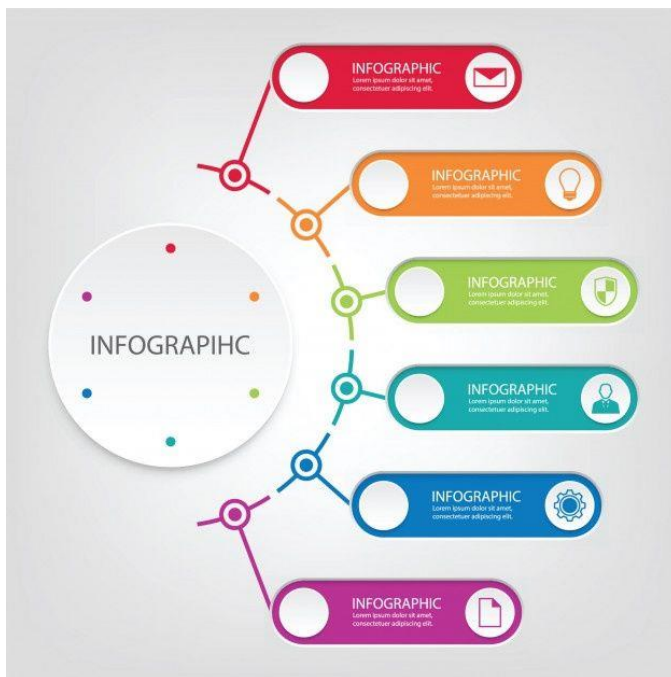 INFOGRAPHIC
Lorem ipsum dolor sit amet,
consectetuer adipiscing elit.
INFOGRAPHIC
Lorem ipsum dolor sit amet,
consectetuer adipiscing elit.
INFOGRAPHIC
Lorem ipsum dolor sit amet,
consectetuer adipiscing elit.
INFOGRAPIHC
INFOGRAPHIC
Lorem ipsum dolor sit amet,
consectetuer adipiscing elit.
INFOGRAPHIC
Lorem ipsum dolor sit amet,
consectetuer adipiscing elit.
INFOGRAPHIC
Lorem ipsum dolor sit amet,
consectetuer adipiscing elit.